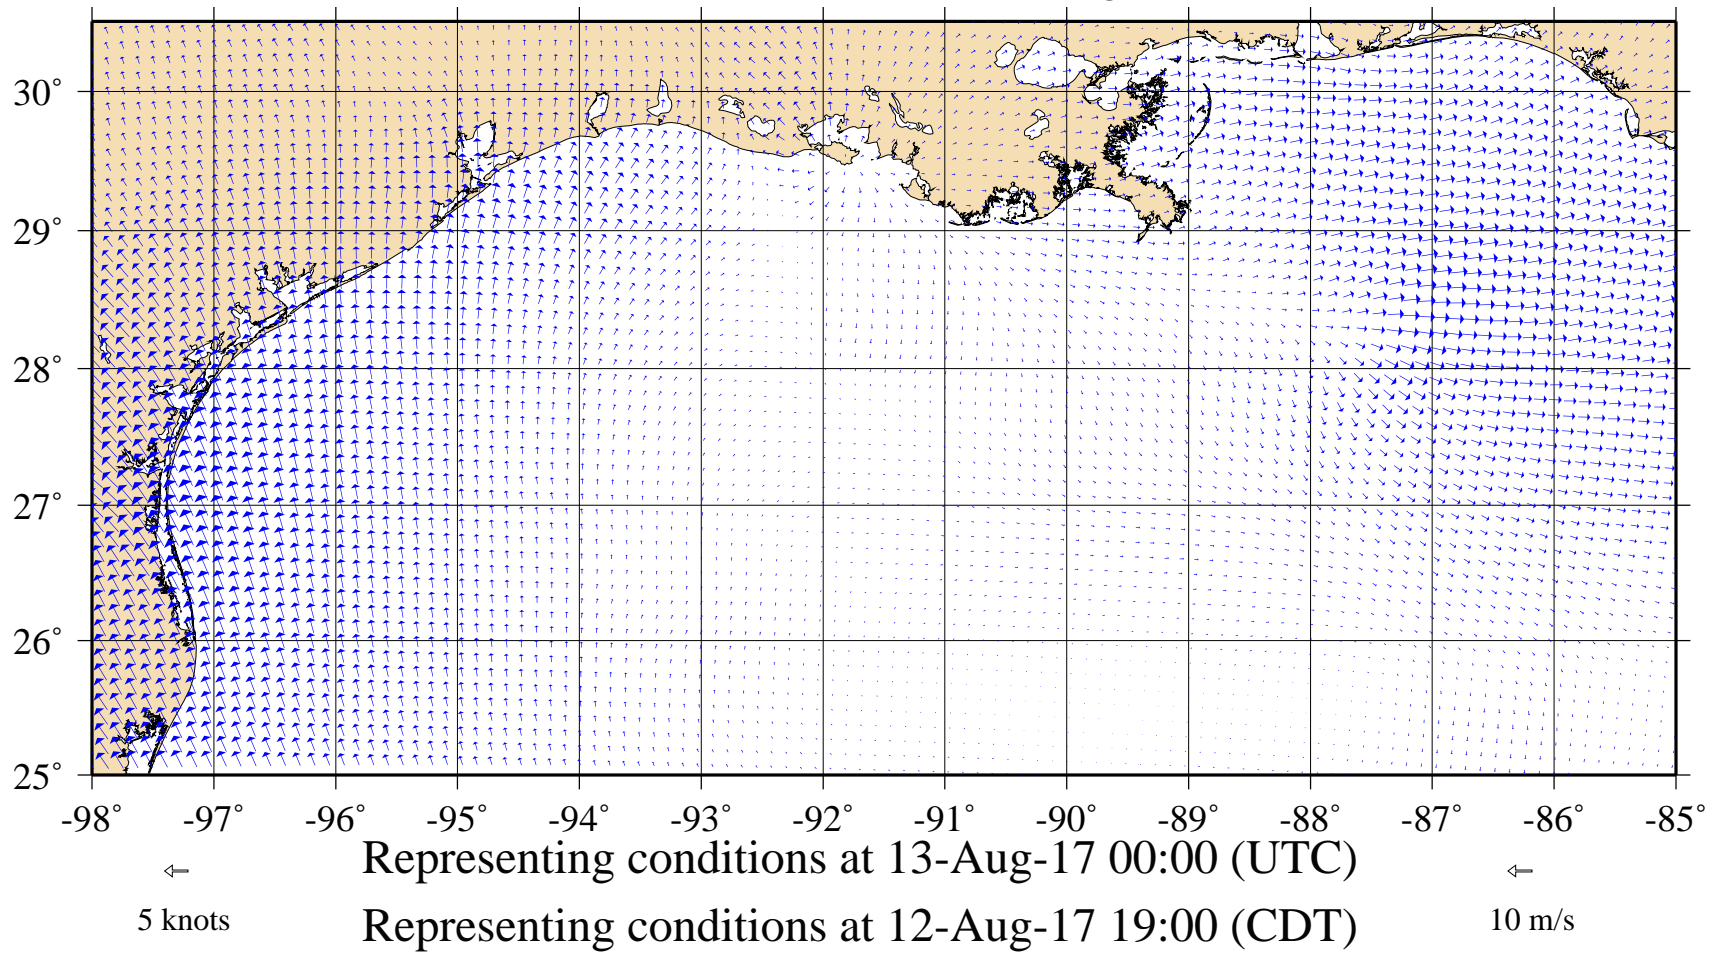 30°
29°
28°
27°
26°
25°
-98° -97° -96° -95° -94° -93° -92° -91° -90° -89° -88° -87° -86° -85°
Representing conditions at 13-Aug-17 00:00 (UTC)
5 knots
10 m/s
Representing conditions at 12-Aug-17 19:00 (CDT)